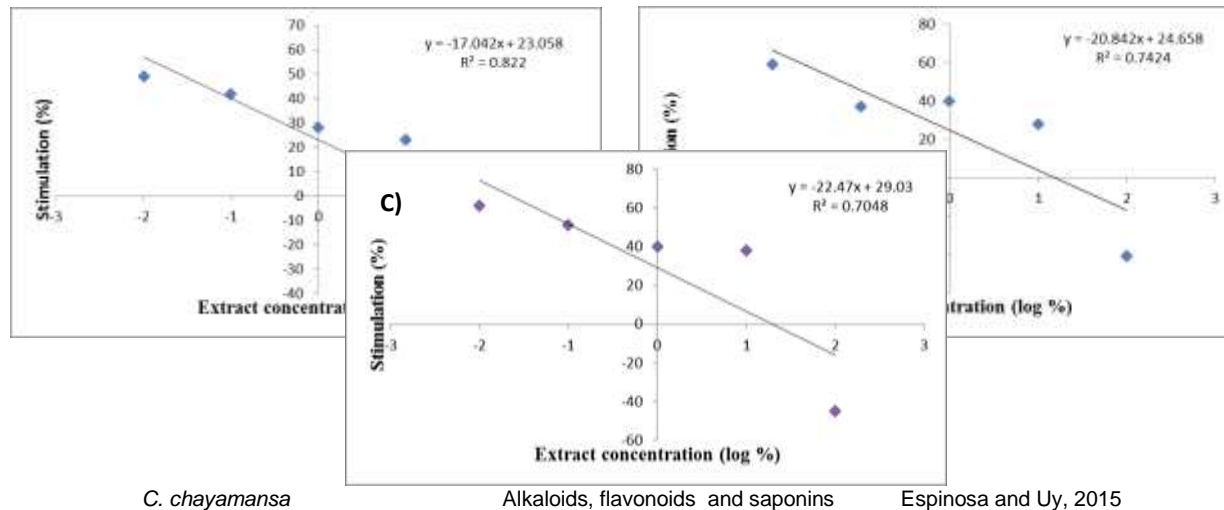 70
60
50
40
30
20
10
0
-10
-20
-30
-40
y = -17.042x + 23.058
R² = 0.822
Stimulation (%)
-3 -2 -1 0
Extract concentrat
80
60
40
20
y = -20.842x + 24.658
R² = 0.7424
ion (%)
0 1 2 3
tration (log %)
C)
80
60
40
20
0
-20
-40
-60
y = -22.47x + 29.03
R² = 0.7048
Stimulation (%)
-3 -2 -1 0 1 2 3
Extract concentration (log %)
C. chayamansa Alkaloids, flavonoids and saponins Espinosa and Uy, 2015